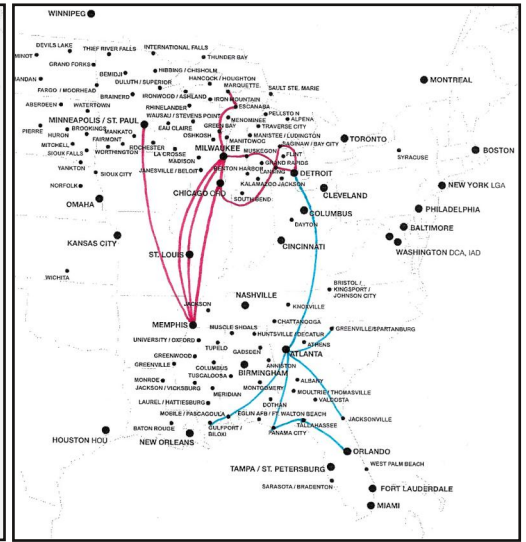 WINNIPEG
DEVILS LAKE
THIEF RIVER FALLS
INTERNATIONAL FALLS
MINOT
THUNDER BAY
GRAND FORKS
BEMIDJI
HIBBING / CHISHOLM
HANCOCK / HOUGHTON
DULUTH / SUPERIOR
MARQUETTE
SAULT STE. MARIE
MONTREAL
FARGO / MOORHEAD
BRAINERD
IRONWOOD / ASHLAND
IRON MOUNTAIN
ABERDEEN
WATERTOWN
RHINELANDER
ESCANABA
WAUSAU / STEVENS POINT
MENOMINEE
PELLSTON
ALPENA
MINNEAPOLIS / ST. PAUL
TRAVERSE CITY
PIERRE
BROOKINGS
HURON
MANKATO
EAU CLAIRE
GREEN BAY
MANISTEE / LUDINGTON
TORONTO
OSHKOSH
MANITOWOC
SAGINAW / BAY CITY
MITCHELL
FAIRMONT
ROCHESTER
MILWAUKEE
MUSKEGON
FLINT
BOSTON
SIOUX FALLS
WORTHINGTON
LA CROSSE
MADISON
GRAND RAPIDS
SYRACUSE
YANKTON
SIOUX CITY
JANESVILLE / BELOIT
BENTON HARBOR
LANSING
DETROIT
NORFOLK
CHICAGO
KALAMAZOO
JACKSON
CLEVELAND
NEW YORK LGA
OMAHA
SOUTH BEND
COLUMBUS
PHILADELPHIA
DAYTON
BALTIMORE
KANSAS CITY
CINCINNATI
WASHINGTON DCA, IAD
ST. LOUIS
WICHITA
BRISTOL /
KINGSPORT /
JOHNSON CITY
NASHVILLE
JACKSON
KNOXVILLE
MEMPHIS
CHATTANOOGA
MUSCLE SHOALS
HUNTSVILLE / DECATUR
GREENVILLE/SPARTANBURG
UNIVERSITY / OXFORD
TUPELO
ATHENS
GREENWOOD
GADSDEN
ATLANTA
GREENVILLE
COLUMBUS
ANNISTON
TUSCALOOSA
BIRMINGHAM
MONROE
JACKSON / VICKSBURG
ALBANY
MERIDIAN
MOULTRIE / THOMASVILLE
LAUREL / HATTIESBURG
DOTHAN
VALDOSTA
MOBILE / PASCAGOULA
EGLIN AFB / FT. WALTON BEACH
JACKSONVILLE
HOUSTON HOU
BATON ROUGE
GULFPORT /
BILOXI
TALLAHASSEE
NEW ORLEANS
PANAMA CITY
ORLANDO
TAMPA / ST. PETERSBURG
WEST PALM BEACH
SARASOTA / BRADENTON
FORT LAUDERDALE
MIAMI